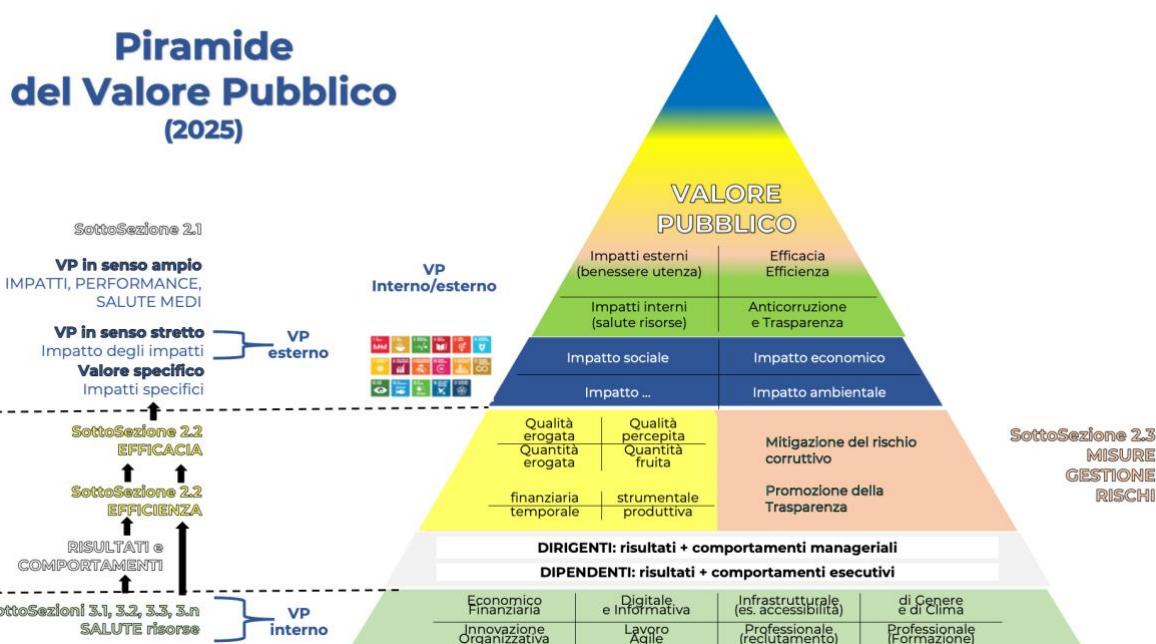 Piramide
del Valore Pubblico
(2025)
SottoSezione 2.1
VP in senso ampio
IMPATTI, PERFORMANCE,
SALUTE MEDI
VP in senso stretto
Impatto degli impatti
Valore specifico
Impatti specifici
VP
esterno
VP
Interno/esterno
SottoSezione 2.2
EFFICACIA
SottoSezione 2.2
EFFICIENZA
RISULTATI e
COMPORTAMENTI
ottoSezioni 3.1, 3.2, 3.3, 3.n
SALUTE risorse
VP
interno
VALORE
PUBBLICO
Impatti esterni
(benessere utenza)
Efficacia
Efficienza
Impatti interni
(salute risorse)
Anticorruzione
e Trasparenza
Impatto sociale
Impatto economico
Impatto ...
Impatto ambientale
Qualità
erogata
Qualità
percepita
Quantità
erogata
Quantità
fruita
finanziaria
temporale
strumentale
produttiva
Mitigazione del rischio
corruttivo
Promozione della
Trasparenza
SottoSezione 2.3
MISURE
GESTIONE
RISCHI
DIRIGENTI: risultati + comportamenti manageriali
DIPENDENTI: risultati + comportamenti esecutivi
Economico
Finanziaria
Digitale
e Informativa
Infrastrutturale
(es. accessibilità)
di Genere
e di Clima
Innovazione
Organizzativa
Lavoro
Agile
Professionale
(reclutamento)
Professionale
(Formazione)